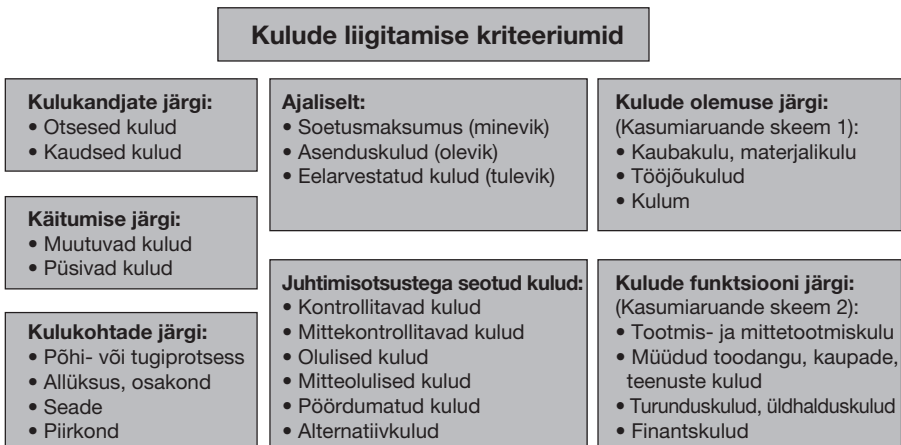 Kulude liigitamise kriteeriumid
Kulukandjate järgi:
• Otsesed kulud
• Kaudsed kulud
Käitumise järgi:
• Muutuvad kulud
• Püsivad kulud
Kulukohtade järgi:
• Põhi- või tugiprotsess
• Allüksus, osakond
• Seade
• Piirkond
Ajaliselt:
• Soetusmaksumus (minevik)
• Asenduskulud (olevik)
• Eelarvestatud kulud (tulevik)
Juhtimisotsustega seotud kulud:
• Kontrollitavad kulud
• Mittekontrollitavad kulud
• Olulised kulud
• Mitteolulised kulud
• Pöördumatud kulud
• Alternatiivkulud
Kulude olemuse järgi:
(Kasumiaruande skeem 1):
• Kaubakulu, materjalikulu
• Tööjõukulud
• Kulum
Kulude funktsiooni järgi:
(Kasumiaruande skeem 2):
• Tootmis- ja mittetootmiskulu
• Müüdud toodangu, kaupade,
teenuste kulud
• Turunduskulud, üldhalduskulud
• Finantskulud